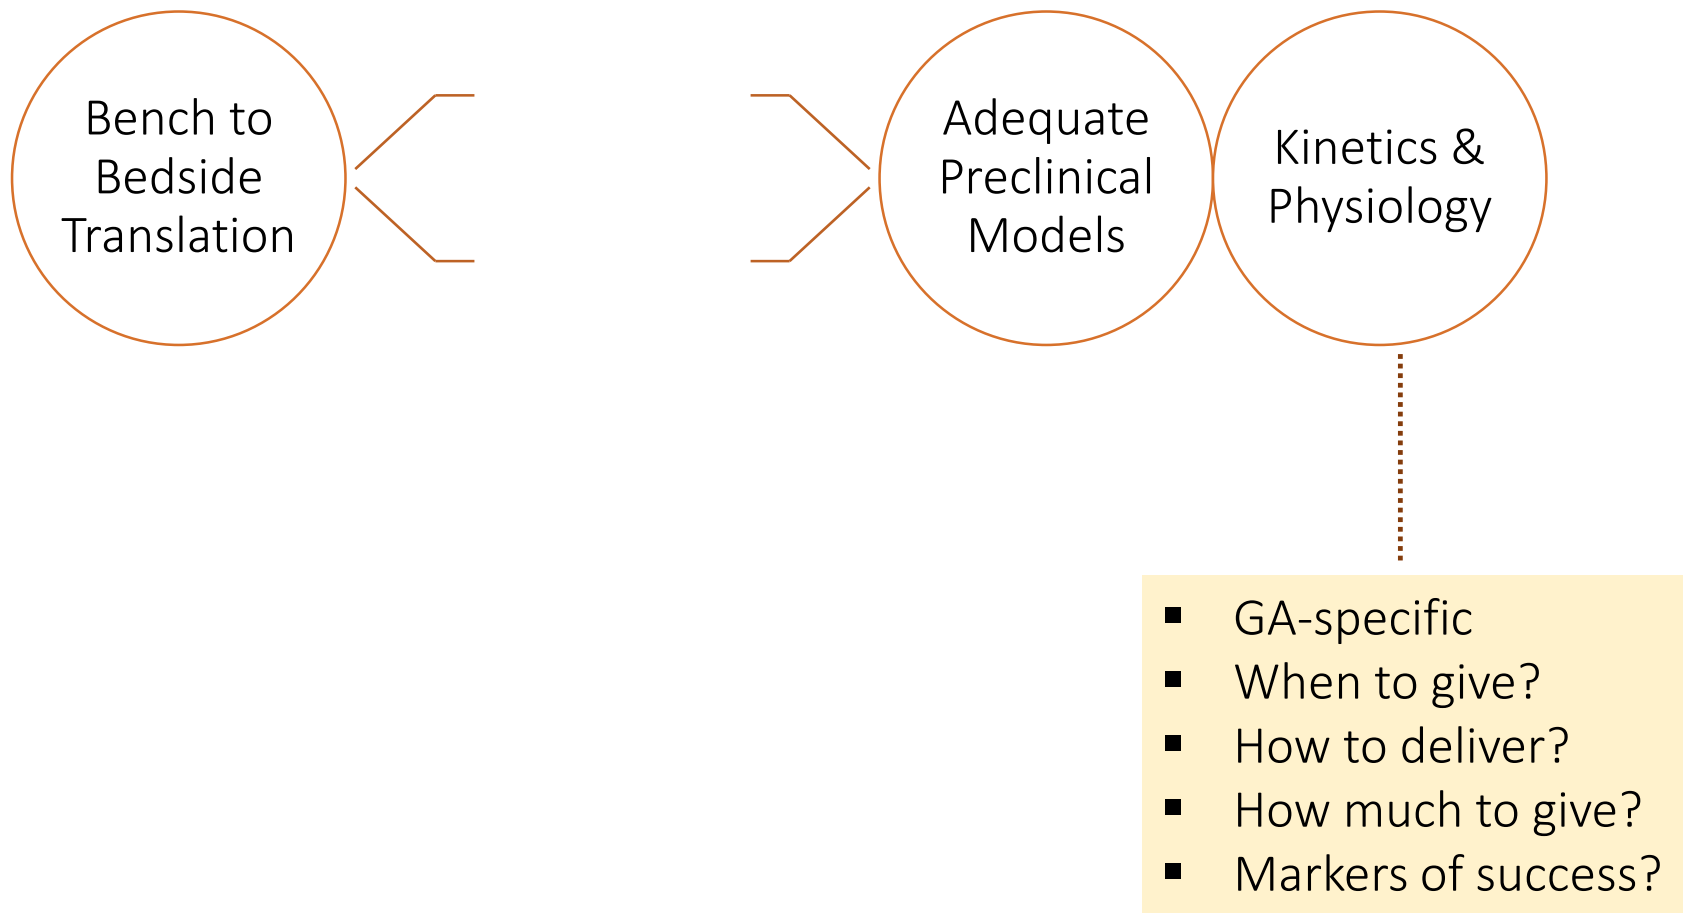 Bench to
Bedside
Translation
Adequate
Preclinical
Models
Kinetics &
Physiology
▪ GA-specific
▪ When to give?
▪ How to deliver?
▪ How much to give?
▪ Markers of success?